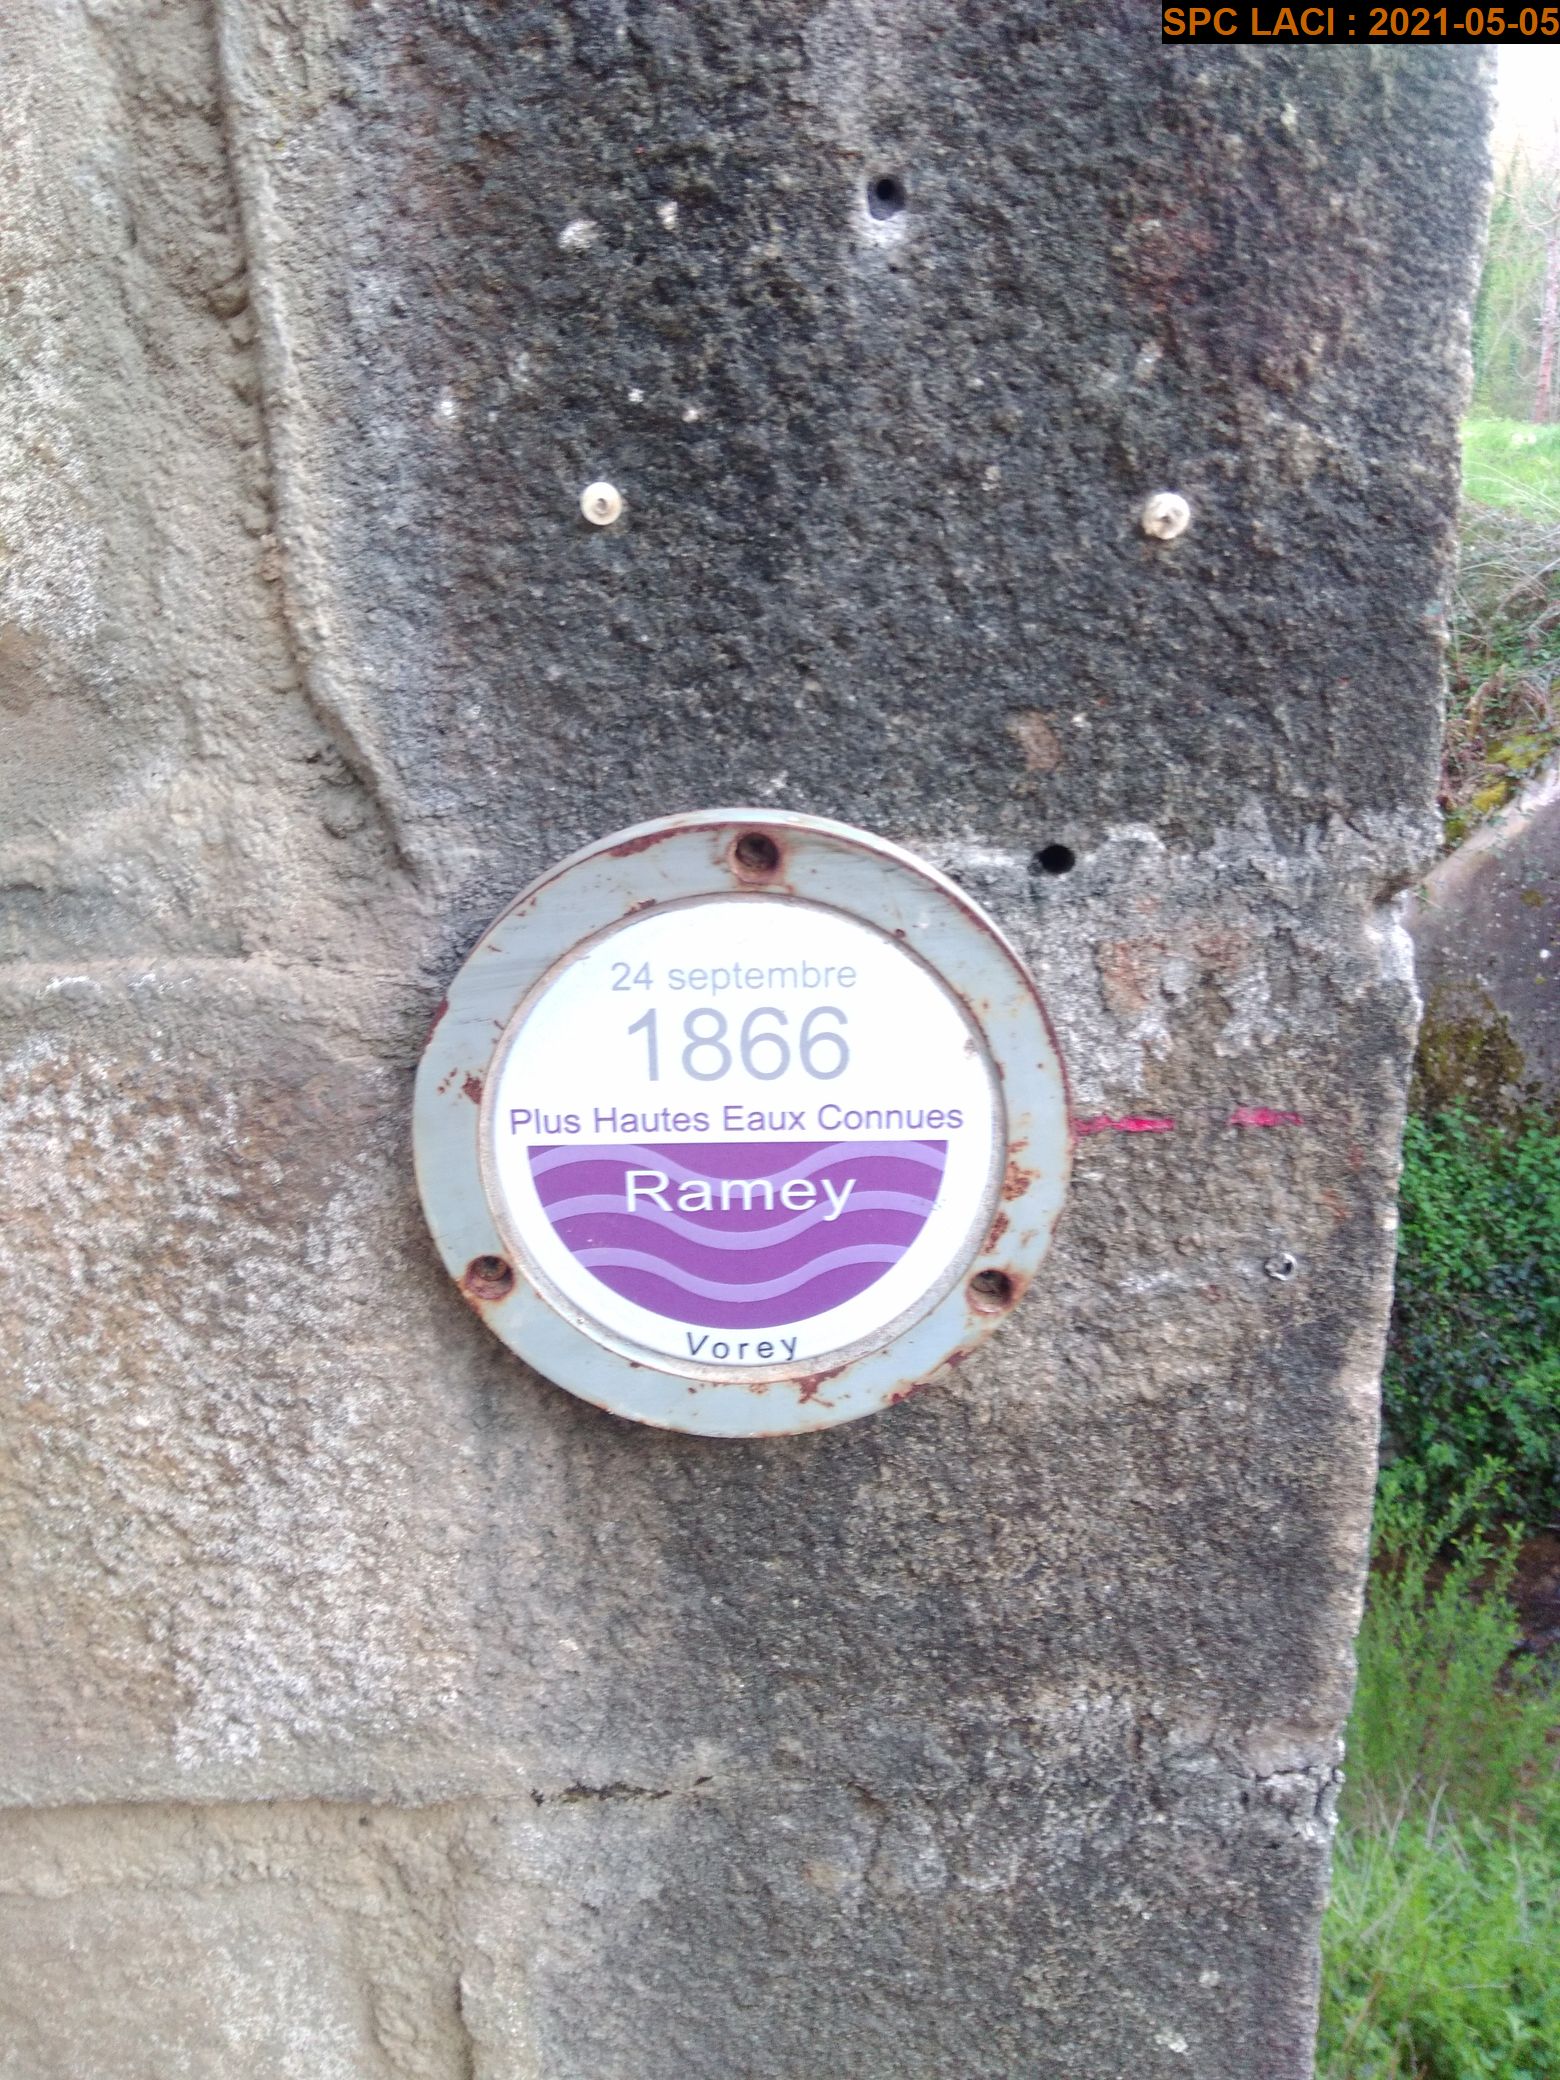 SPC LACI : 2021-05-05
24 septembre
1866
Plus Hautes Eaux Connues
Ramey
Vorey